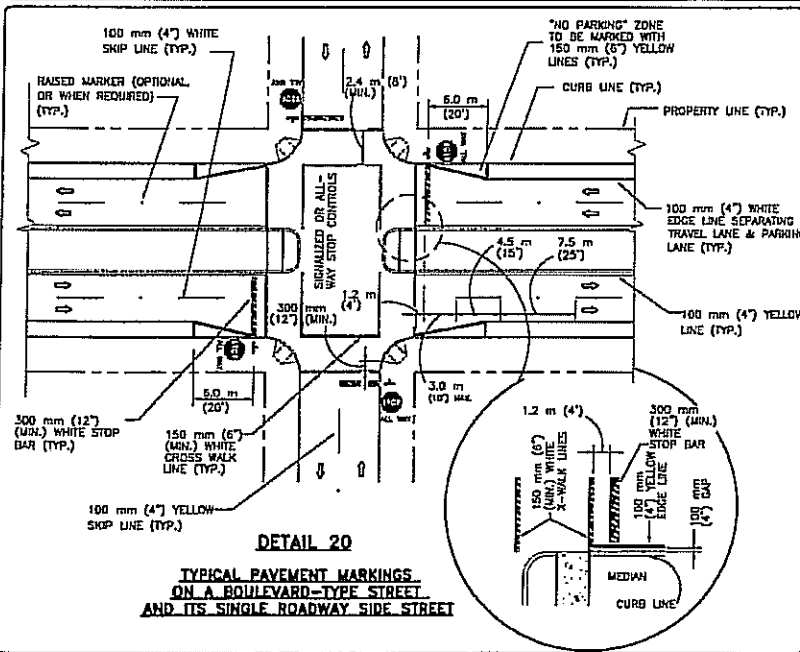 100 mm (4") WHITE
SKIP LINE (TYP.)
RAISED MARKER (OPTIONAL
OR WHEN REQUIRED)
(TYP.)
2.4 m (8')
(MIN.)
"NO PARKING" ZONE
TO BE MARKED WITH
150 mm (6") YELLOW
LINES (TYP.)
CURB LINE (TYP.)
6.0 m
(20')
PROPERTY LINE (TYP.)
SIGNALIZED OR ALL-
WAY STOP CONTROLS
100 mm (4") WHITE
EDGE LINE SEPARATING
TRAVEL LANE & PARKING
LANE (TYP.)
4.5 m
(15')
7.5 m
(25')
1.2 m
(4')
300 mm
(12")
(MIN.)
100 mm (4") YELLOW
LINE (TYP.)
ALL WAY
6.0 m
(20')
3.0 m
(10') MAX.
ALL WAY
300 mm (12")
(MIN.) WHITE STOP
BAR (TYP.)
150 mm (6")
(MIN.) WHITE
CROSS WALK
LINE (TYP.)
100 mm (4") YELLOW
SKIP LINE (TYP.)
1.2 m (4')
300 mm
(12") (MIN.)
WHITE
STOP BAR
150 mm (6")
(MIN.) WHITE
X-WALK LINES
100 mm
(4") YELLOW
EDGE LINE
100 mm
(4") GAP
MEDIAN
CURB LINE
DETAIL 20
TYPICAL PAVEMENT MARKINGS
ON A BOULEVARD-TYPE STREET
AND ITS SINGLE ROADWAY SIDE STREET